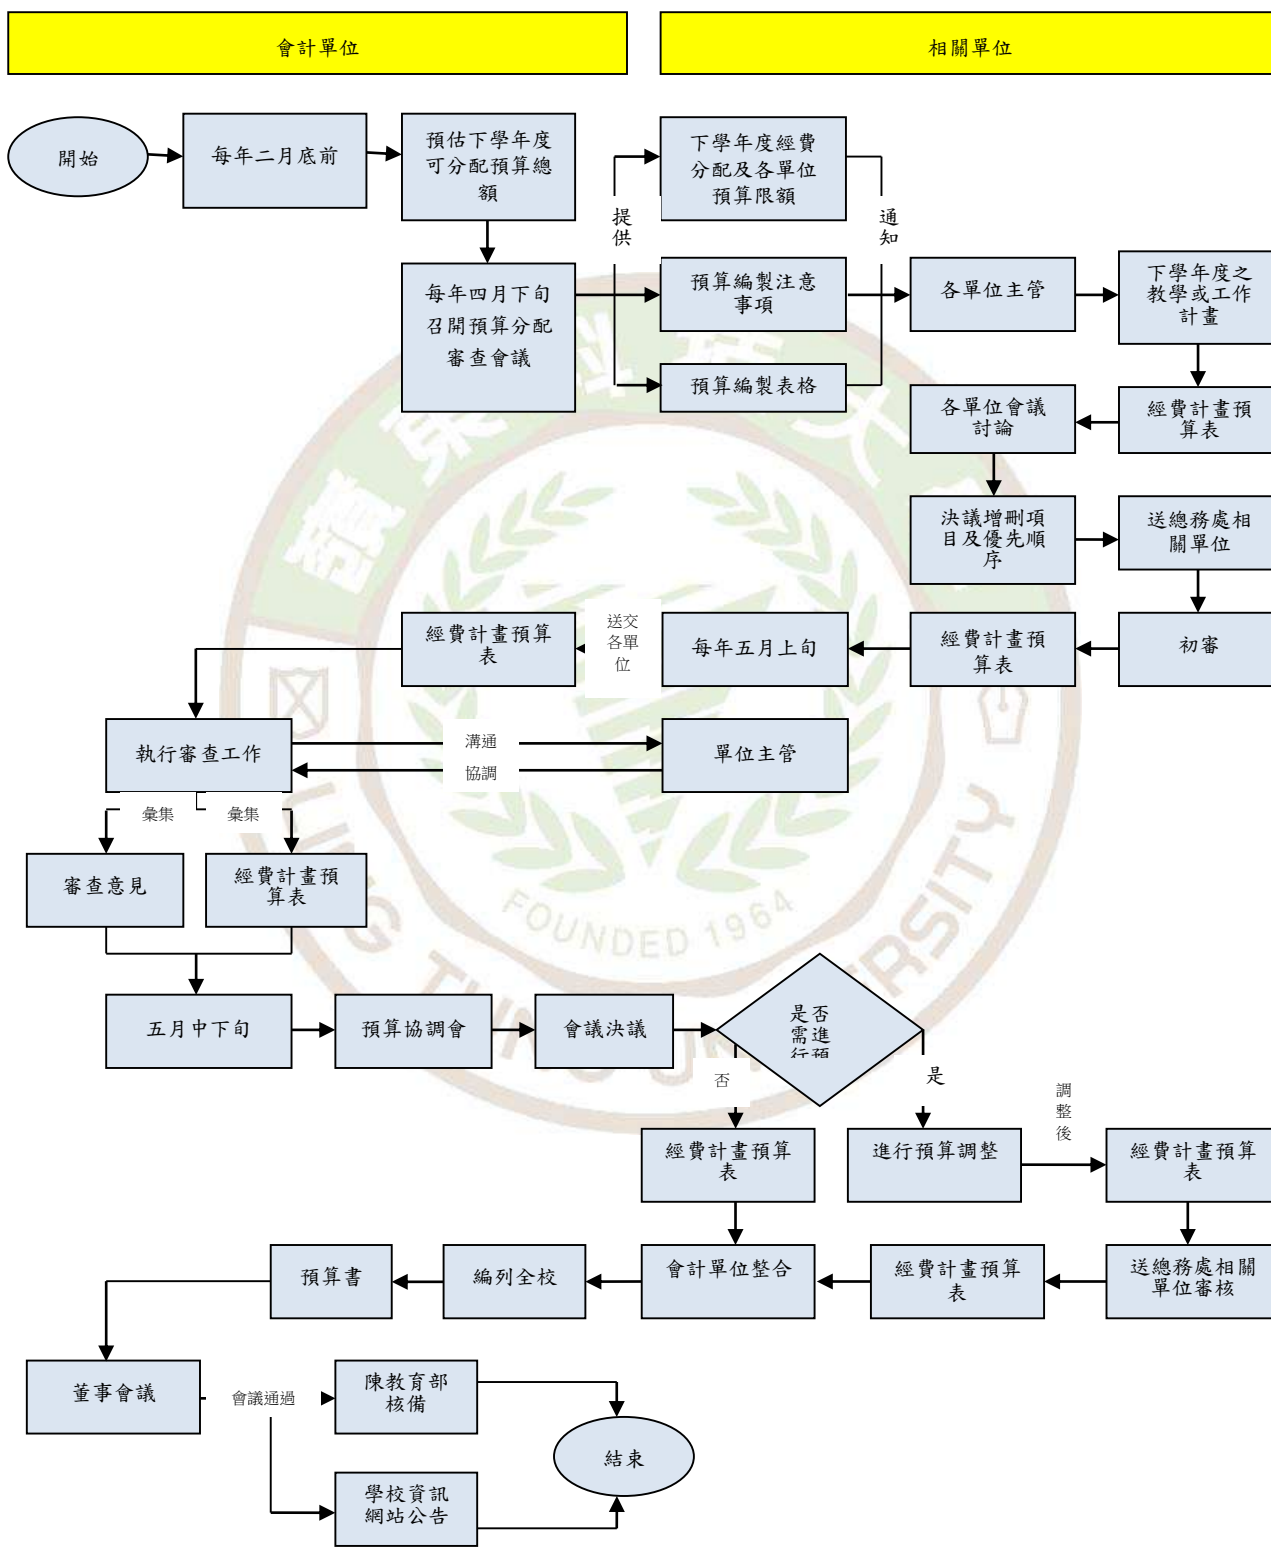 會計單位
相關單位
開始
每年二月底前
預估下學年度
可分配預算總
額
下學年度經費
分配及各單位
預算限額
提
供
通
知
每年四月下旬
召開預算分配
審查會議
預算編製注意
事項
各單位主管
下學年度之
教學或工作
計畫
預算編製表格
各單位會議
討論
經費計畫預
算表
決議增刪項
目及優先順
序
送總務處相
關單位
經費計畫預算
表
送交
各單
位
每年五月上旬
經費計畫預
算表
初審
執行審查工作
溝通
協調
單位主管
彙集
彙集
審查意見
經費計畫預
算表
FOUNDED 1964
LING TUNG UNIVERSITY
五月中下旬
預算協調會
會議決議
是否
需進
行預
否
是
調
整
後
經費計畫預算
表
進行預算調整
經費計畫預算
表
預算書
編列全校
會計單位整合
經費計畫預算
表
送總務處相關
單位審核
董事會議
會議通過
陳教育部
核備
結束
學校資訊
網站公告